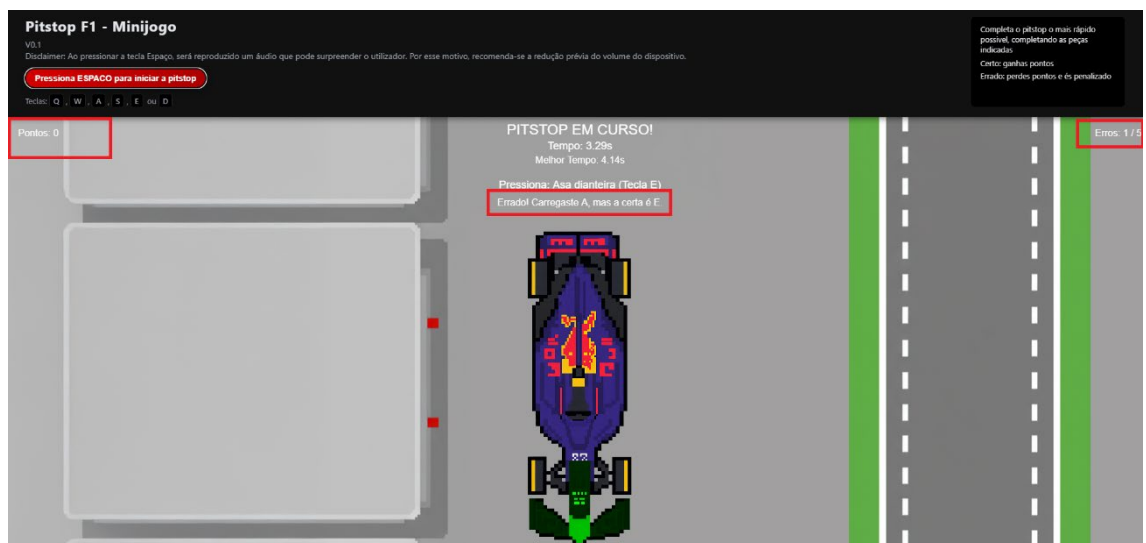 Pitstop F1 - Minijogo
V0.1
Disclaimer: Ao pressionar a tecla Espaço, será reproduzido um áudio que pode surpreender o utilizador. Por esse motivo, recomenda-se a redução prévia do volume do dispositivo.
Pressiona ESPACO para iniciar a pitstop
Teclas: Q , W , A , S , E ou D
Completa o pitstop o mais rápido
possivel, completando as peças
indicadas
Certo: ganhas pontos
Errado: perdes pontos e és penalizado
Pontos: 0
PITSTOP EM CURSO!
Tempo: 3.29s
Melhor Tempo: 4.14s
Pressiona: Asa dianteira (Tecla E)
Errado! Carregaste A, mas a certa é E.
Erros: 1 / 5